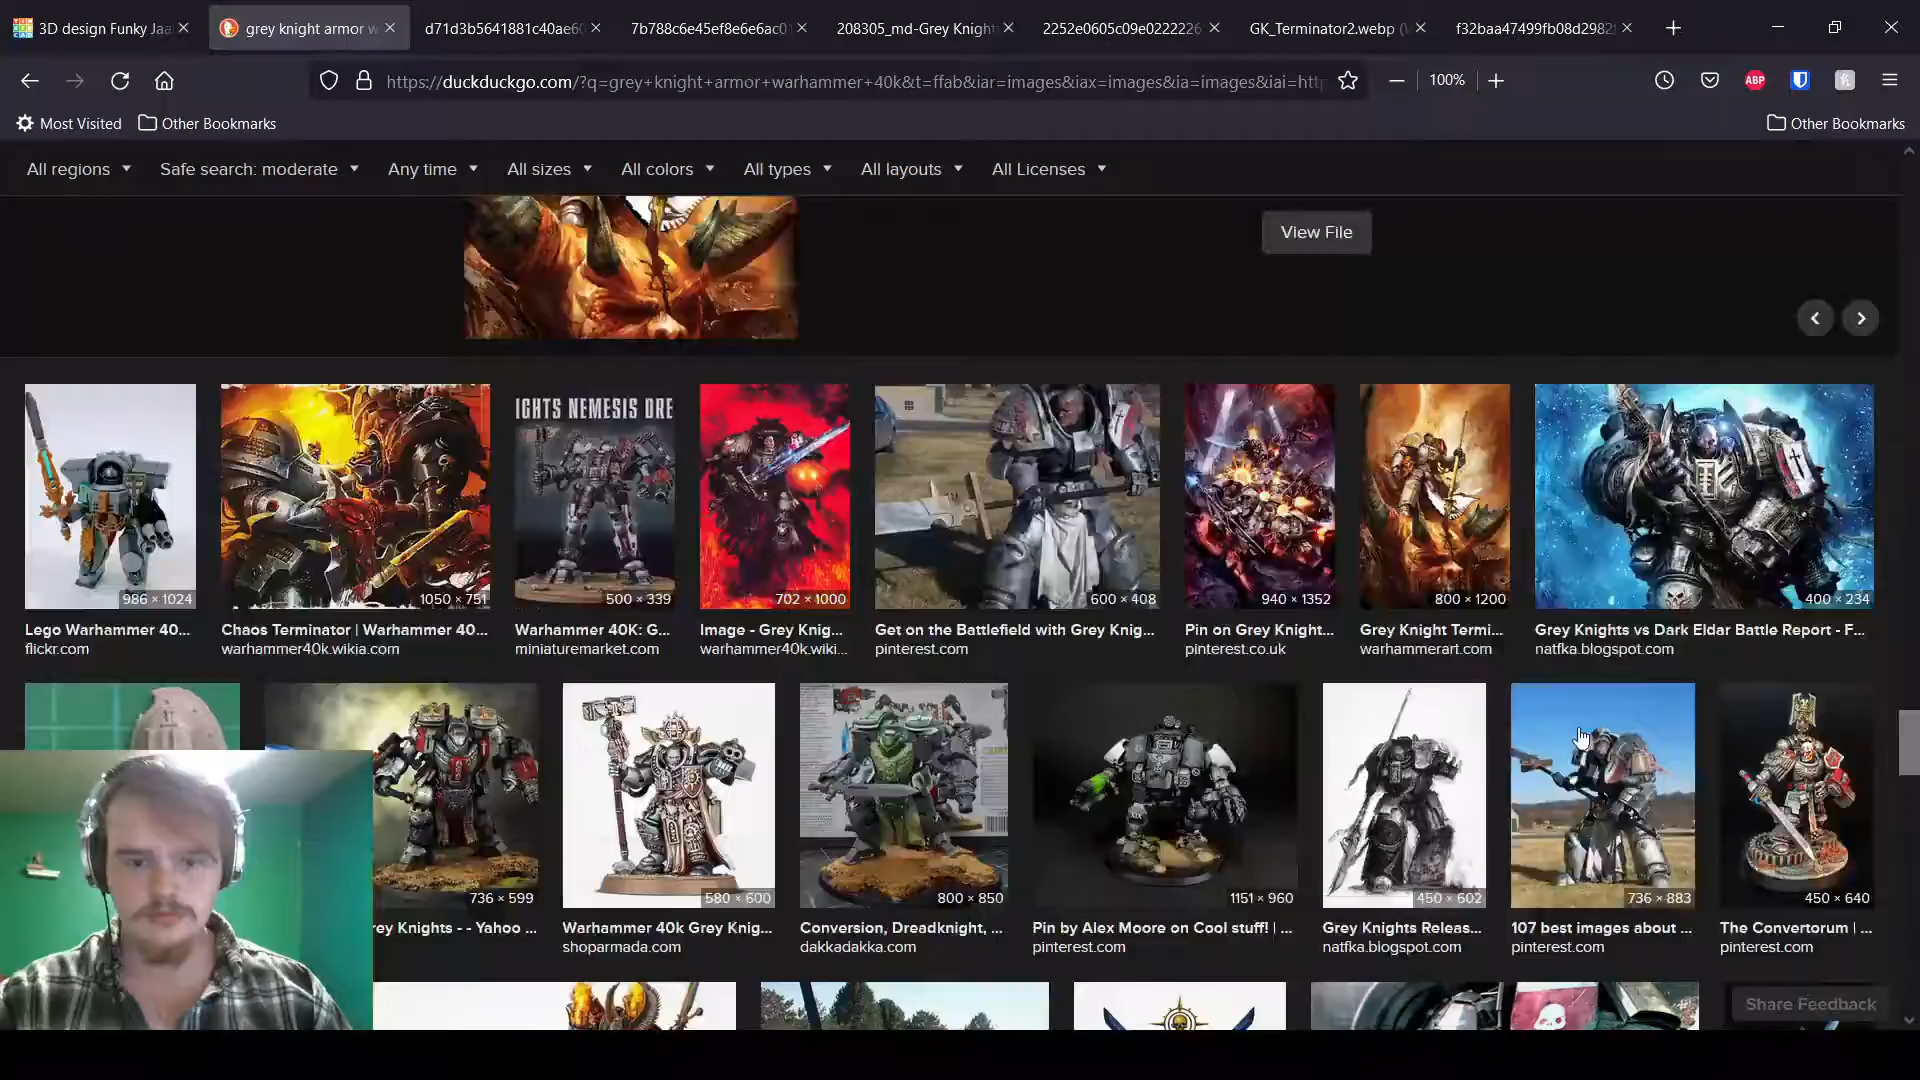 3D design Funky Jaa
grey knight armor w
d71d3b5641881c40ae6
7b788c6e45ef8e6e6ac0
208305_md-Grey Knight
2252e0605c09e0222226
GK_Terminator2.webp (
f32baa47499fb08d2982
https://duckduckgo.com/?q=grey+knight+armor+warhammer+40k&t=ffab&iar=images&iax=images&ia=images&iai=htt
100%
ABP
Most Visited
Other Bookmarks
Other Bookmarks
All regions
Safe search: moderate
Any time
All sizes
All colors
All types
All layouts
All Licenses
View File
IGHTS NEMESIS DRE
986 × 1024
1050 × 751
500 × 339
702 × 1000
600 × 408
940 × 1352
800 × 1200
400 × 234
Lego Warhammer 40...
flickr.com
Chaos Terminator | Warhammer 40...
warhammer40k.wikia.com
Warhammer 40K: G...
miniaturemarket.com
Image - Grey Knig...
warhammer40k.wiki...
Get on the Battlefield with Grey Knig...
pinterest.com
Pin on Grey Knight...
pinterest.co.uk
Grey Knight Termi...
warhammerart.com
Grey Knights vs Dark Eldar Battle Report - F...
natfka.blogspot.com
736 × 599
580 × 600
800 × 850
1151 × 960
450 × 602
736 × 883
450 × 640
rey Knights - - Yahoo ...
Warhammer 40k Grey Knig...
shoparmada.com
Conversion, Dreadknight, ...
dakkadakka.com
Pin by Alex Moore on Cool stuff! | ...
pinterest.com
Grey Knights Releas...
natfka.blogspot.com
107 best images about ...
pinterest.com
The Convertorum | ...
pinterest.com
Share Feedback